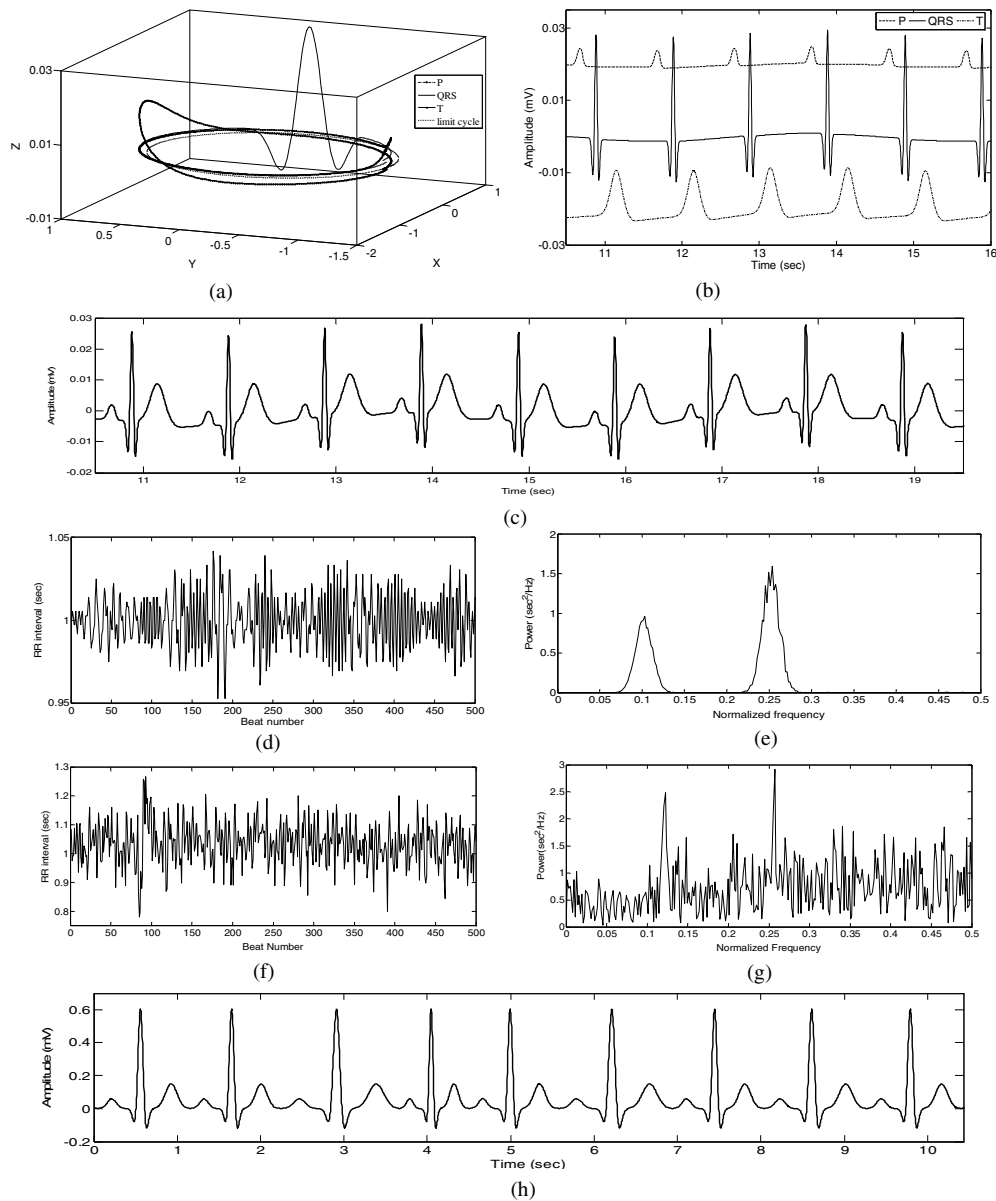 0.03
0.01
-0.01
Z
1
0.5
0
-0.5
-1
-1.5
Y
-2
-1
0
1
X
P
QRS
T
limit cycle
(a)
P QRS T
0.03
0.01
-0.01
-0.03
Amplitude (mV)
11 12 13 14 15 16
Time (sec)
(b)
0.03
0.02
0.01
0
-0.01
-0.02
Amplitude(mV)
11 12 13 14 15 16 17 18 19
Time (sec)
(c)
1.05
1
0.95
RR interval (sec)
0 50 100 150 200 250 300 350 400 450 500
Beat number
(d)
2
1.5
1
0.5
0
Power (sec2/Hz)
0 0.05 0.1 0.15 0.2 0.25 0.3 0.35 0.4 0.45 0.5
Normalized frequency
(e)
1.3
1.2
1.1
1
0.9
0.8
RR interval (sec)
0 50 100 150 200 250 300 350 400 450 500
Beat Number
(f)
3
2.5
2
1.5
1
0.5
0
Power(sec2/Hz)
0 0.05 0.1 0.15 0.2 0.25 0.3 0.35 0.4 0.45 0.5
Normalized Frequency
(g)
0.6
0.4
0.2
0
-0.2
Amplitude (mV)
0 1 2 3 4 5 6 7 8 9 10
Time (sec)
(h)